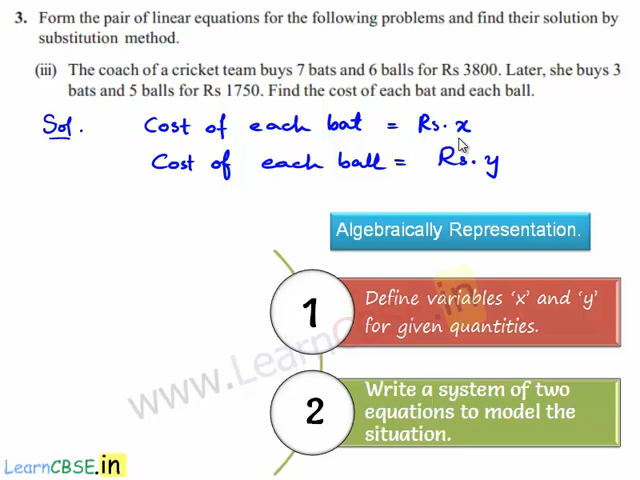 3. Form the pair of linear equations for the following problems and find their solution by
substitution method.
(iii) The coach of a cricket team buys 7 bats and 6 balls for Rs 3800. Later, she buys 3
bats and 5 balls for Rs 1750. Find the cost of each bat and each ball.
Sol. Cost of each bat = Rs. x
Cost of each ball = Rs. y
Algebraically Representation.
1
Define variables ‘x’ and ‘y’
for given quantities.
2
Write a system of two
equations to model the
situation.
www.LearnCBSE.in
LearnCBSE.in